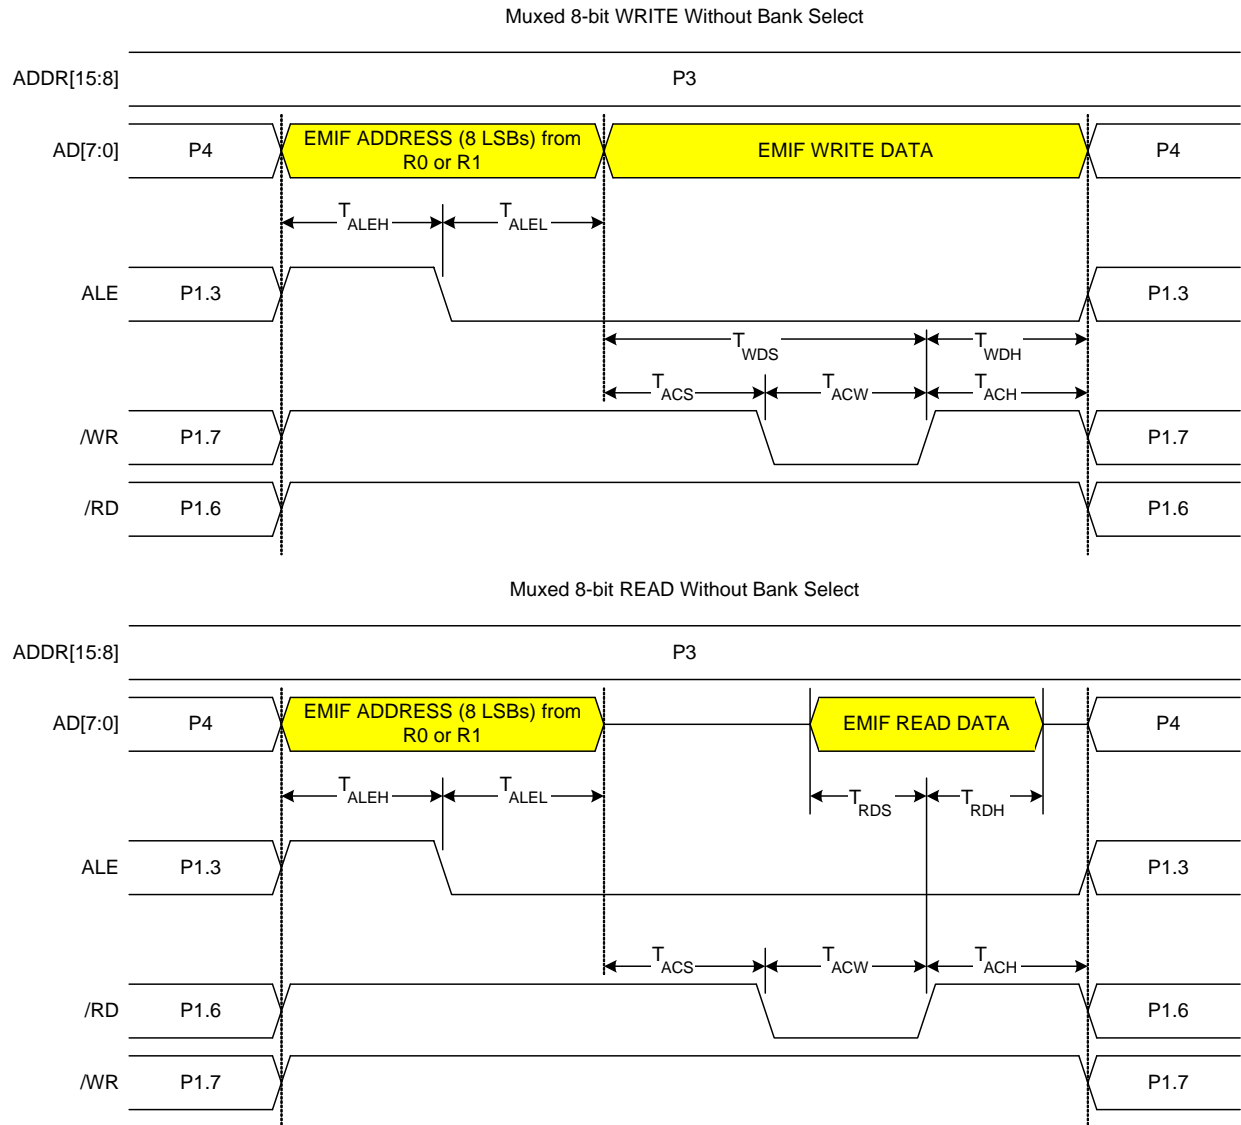 Muxed 8-bit WRITE Without Bank Select
ADDR[15:8] P3
AD[7:0] P4 EMIF ADDRESS (8 LSBs) from R0 or R1 EMIF WRITE DATA P4
TALEH TALEL
ALE P1.3 P1.3
TWDS TWDH
TACS TACW TACH
/WR P1.7 P1.7
/RD P1.6 P1.6
Muxed 8-bit READ Without Bank Select
ADDR[15:8] P3
AD[7:0] P4 EMIF ADDRESS (8 LSBs) from R0 or R1 EMIF READ DATA P4
TALEH TALEL TRDS TRDH
ALE P1.3 P1.3
TACS TACW TACH
/RD P1.6 P1.6
/WR P1.7 P1.7